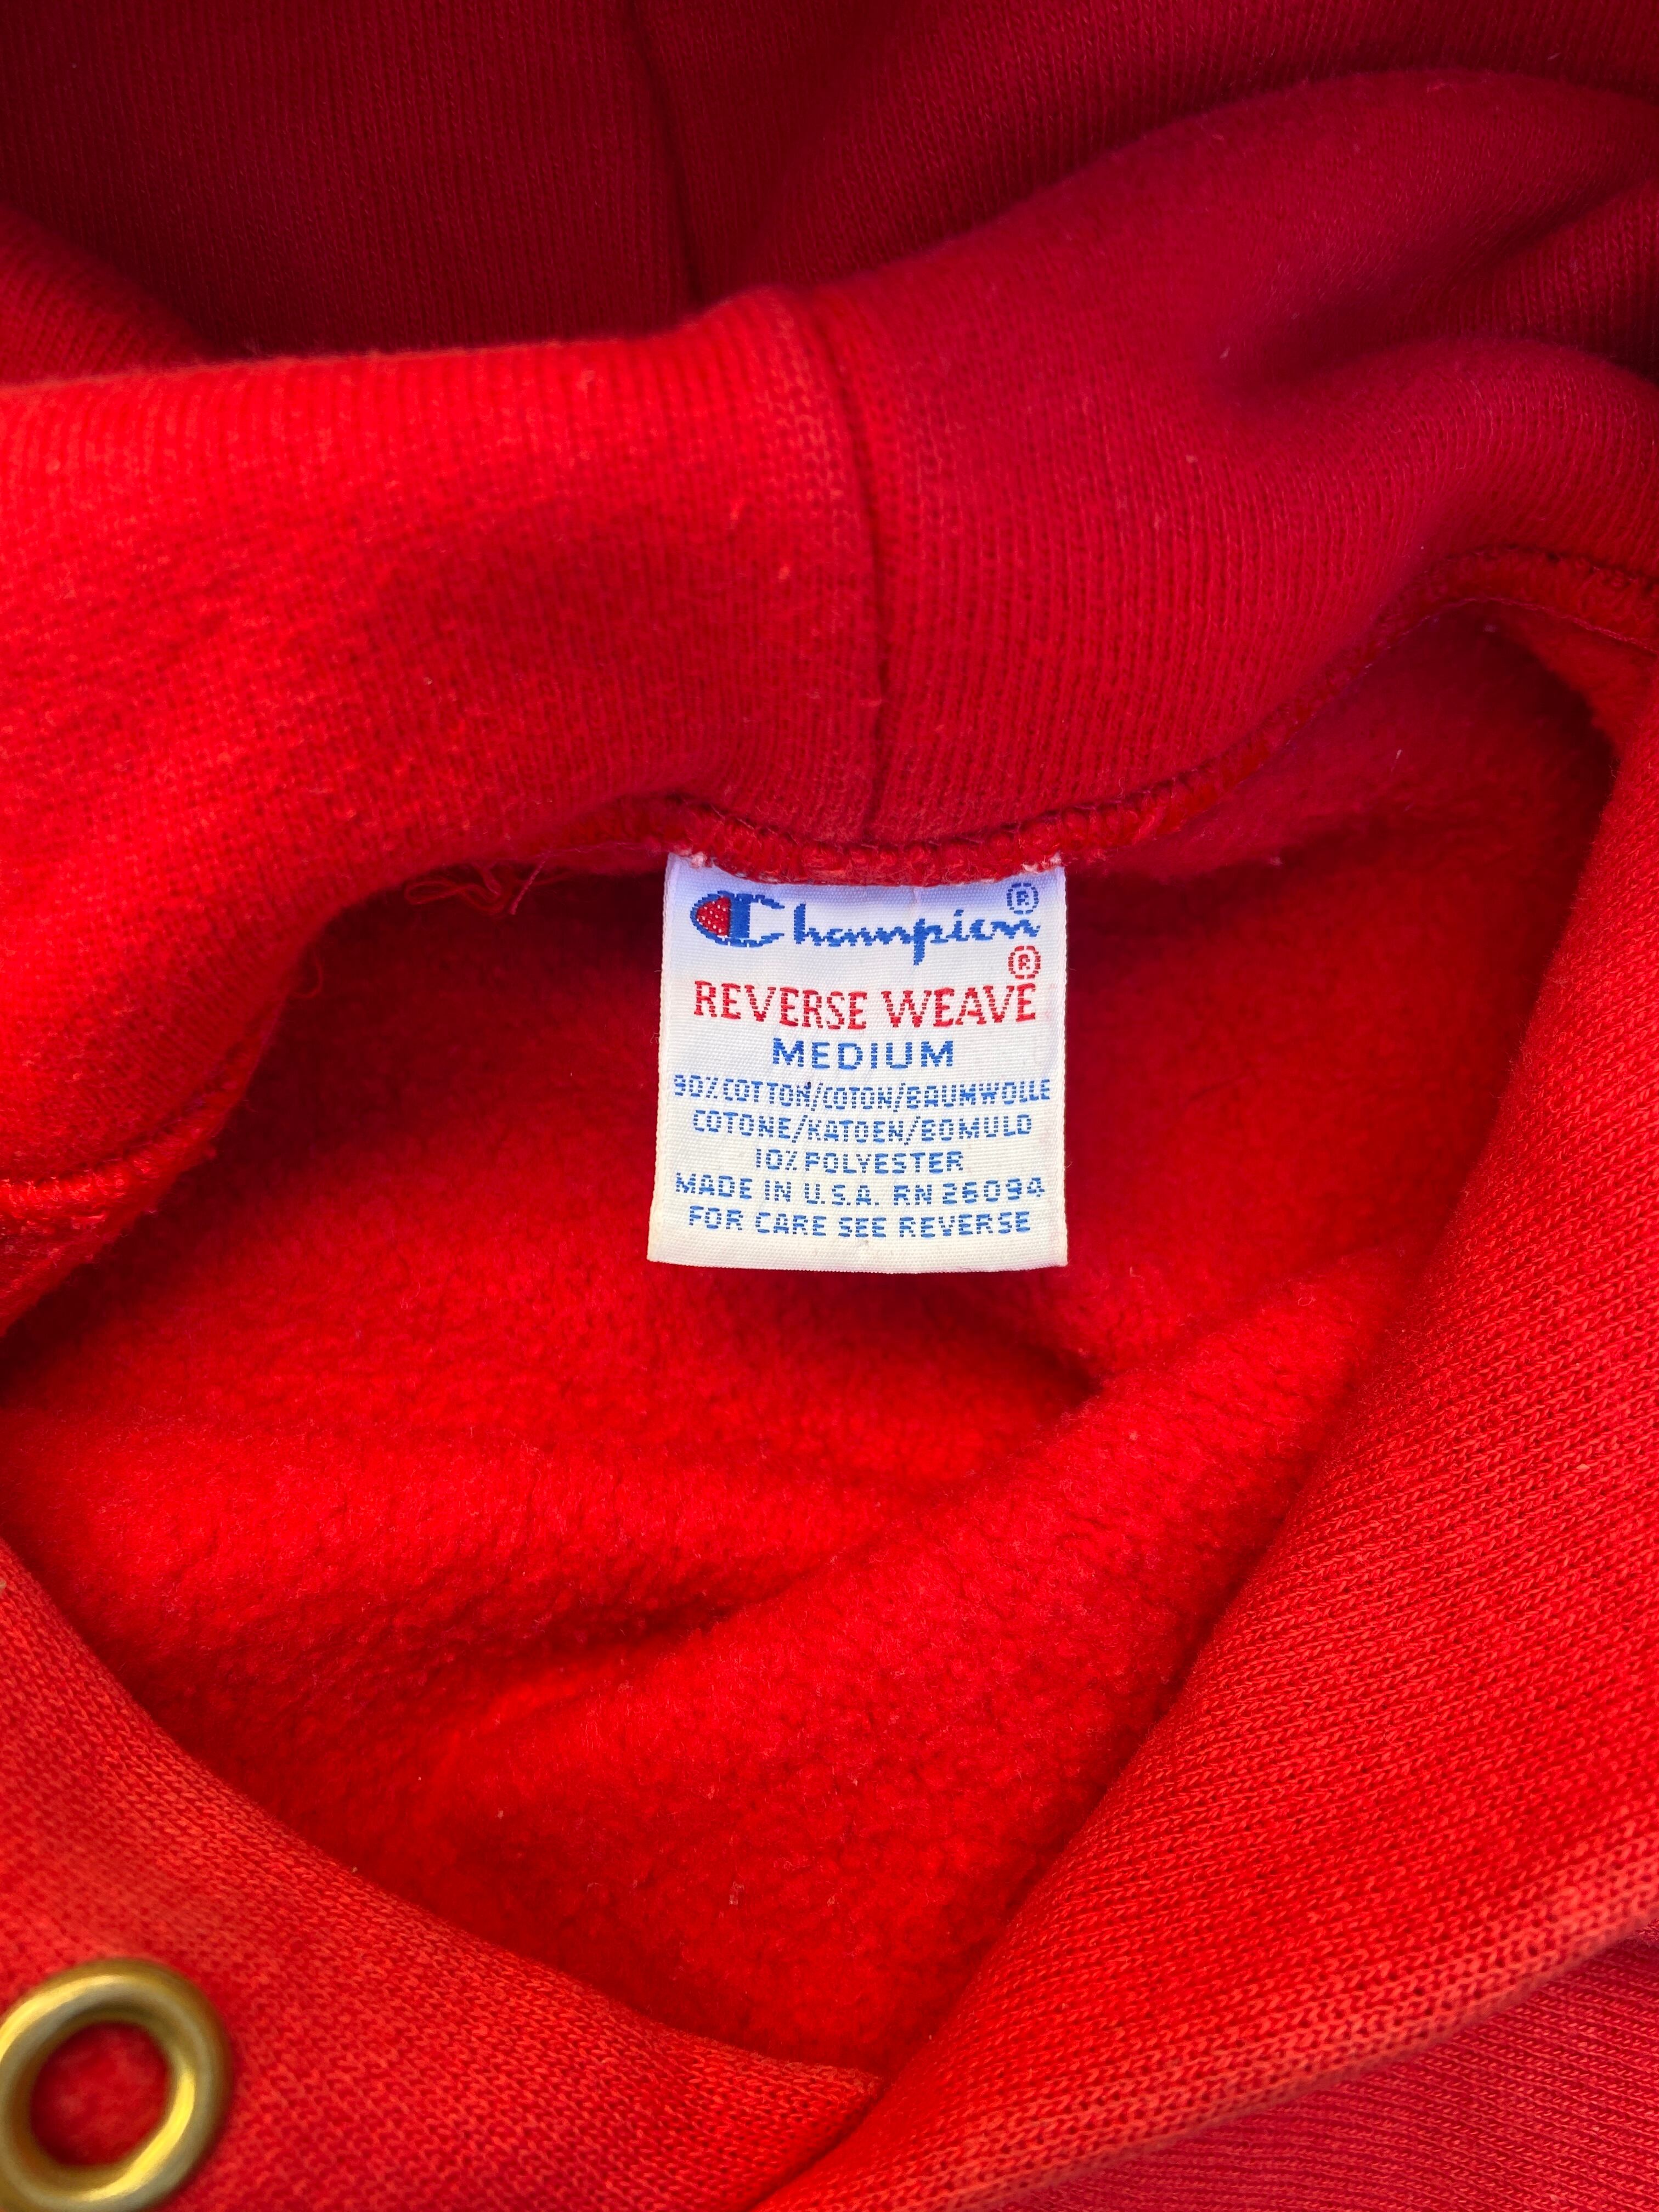 Champion®
®
REVERSE WEAVE
MEDIUM
90% COTTON/COTON/BAUMWOLLE
COTONE/KATOEN/BOMULD
10% POLYESTER
MADE IN U.S.A. RN 26094
FOR CARE SEE REVERSE